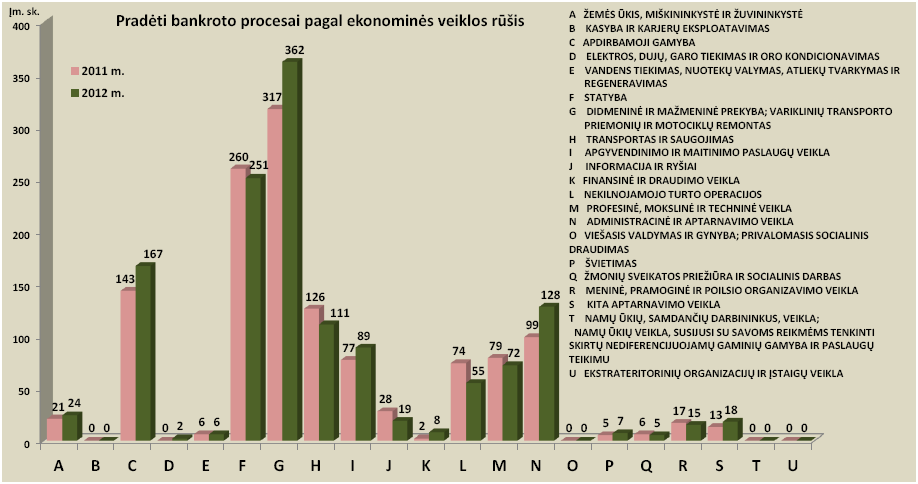 Įm. sk.
Pradėti bankroto procesai pagal ekonominės veiklos rūšis
2011 m.
2012 m.
400
350
300
250
200
150
100
50
0
21 24
0 0
143 167
0 2
6 6
260 251
317 362
126 111
77 89
28 19
2 8
74 55
79 72
99 128
0 0
5 7
6 5
17 15
13 18
0 0
0 0
A B C D E F G H I J K L M N O P Q R S T U
A ŽEMĖS ŪKIS, MIŠKININKYSTĖ IR ŽUVININKYSTĖ
B KASYBA IR KARJERŲ EKSPLOATAVIMAS
C APDIRBAMOJI GAMYBA
D ELEKTROS, DUJŲ, GARO TIEKIMAS IR ORO KONDICIONAVIMAS
E VANDENS TIEKIMAS, NUOTEKŲ VALYMAS, ATLIEKŲ TVARKYMAS IR
REGENERAVIMAS
F STATYBA
G DIDMENINĖ IR MAŽMENINĖ PREKYBA; VARIKLINIŲ TRANSPORTO
PRIEMONIŲ IR MOTOCIKLŲ REMONTAS
H TRANSPORTAS IR SAUGOJIMAS
I APGYVENDINIMO IR MAITINIMO PASLAUGŲ VEIKLA
J INFORMACIJA IR RYŠIAI
K FINANSINĖ IR DRAUDIMO VEIKLA
L NEKILNOJAMOJO TURTO OPERACIJOS
M PROFESINĖ, MOKSLINĖ IR TECHNINĖ VEIKLA
N ADMINISTRACINĖ IR APTARNAVIMO VEIKLA
O VIEŠASIS VALDYMAS IR GYNYBA; PRIVALOMASIS SOCIALINIS
DRAUDIMAS
P ŠVIETIMAS
Q ŽMONIŲ SVEIKATOS PRIEŽIŪRA IR SOCIALINIS DARBAS
R MENINĖ, PRAMOGINĖ IR POILSIO ORGANIZAVIMO VEIKLA
S KITA APTARNAVIMO VEIKLA
T NAMŲ ŪKIŲ, SAMDANČIŲ DARBININKUS, VEIKLA;
NAMŲ ŪKIŲ VEIKLA, SUSIJUSI SU SAVOMS REIKMĖMS TENKINTI
SKIRTŲ NEDIFERENCIJUOJAMŲ GAMINIŲ GAMYBA IR PASLAUGŲ
TEIKIMU
U EKSTRATERITORINIŲ ORGANIZACIJŲ IR ĮSTAIGŲ VEIKLA